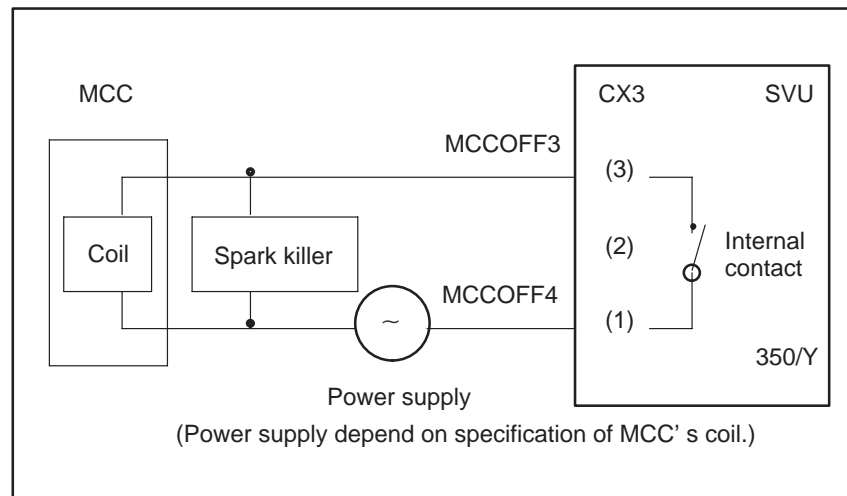 MCC
CX3
SVU
MCCOFF3
(3)
Coil
Spark killer
(2)
Internal
contact
MCCOFF4
(1)
~
350/Y
Power supply
(Power supply depend on specification of MCC' s coil.)